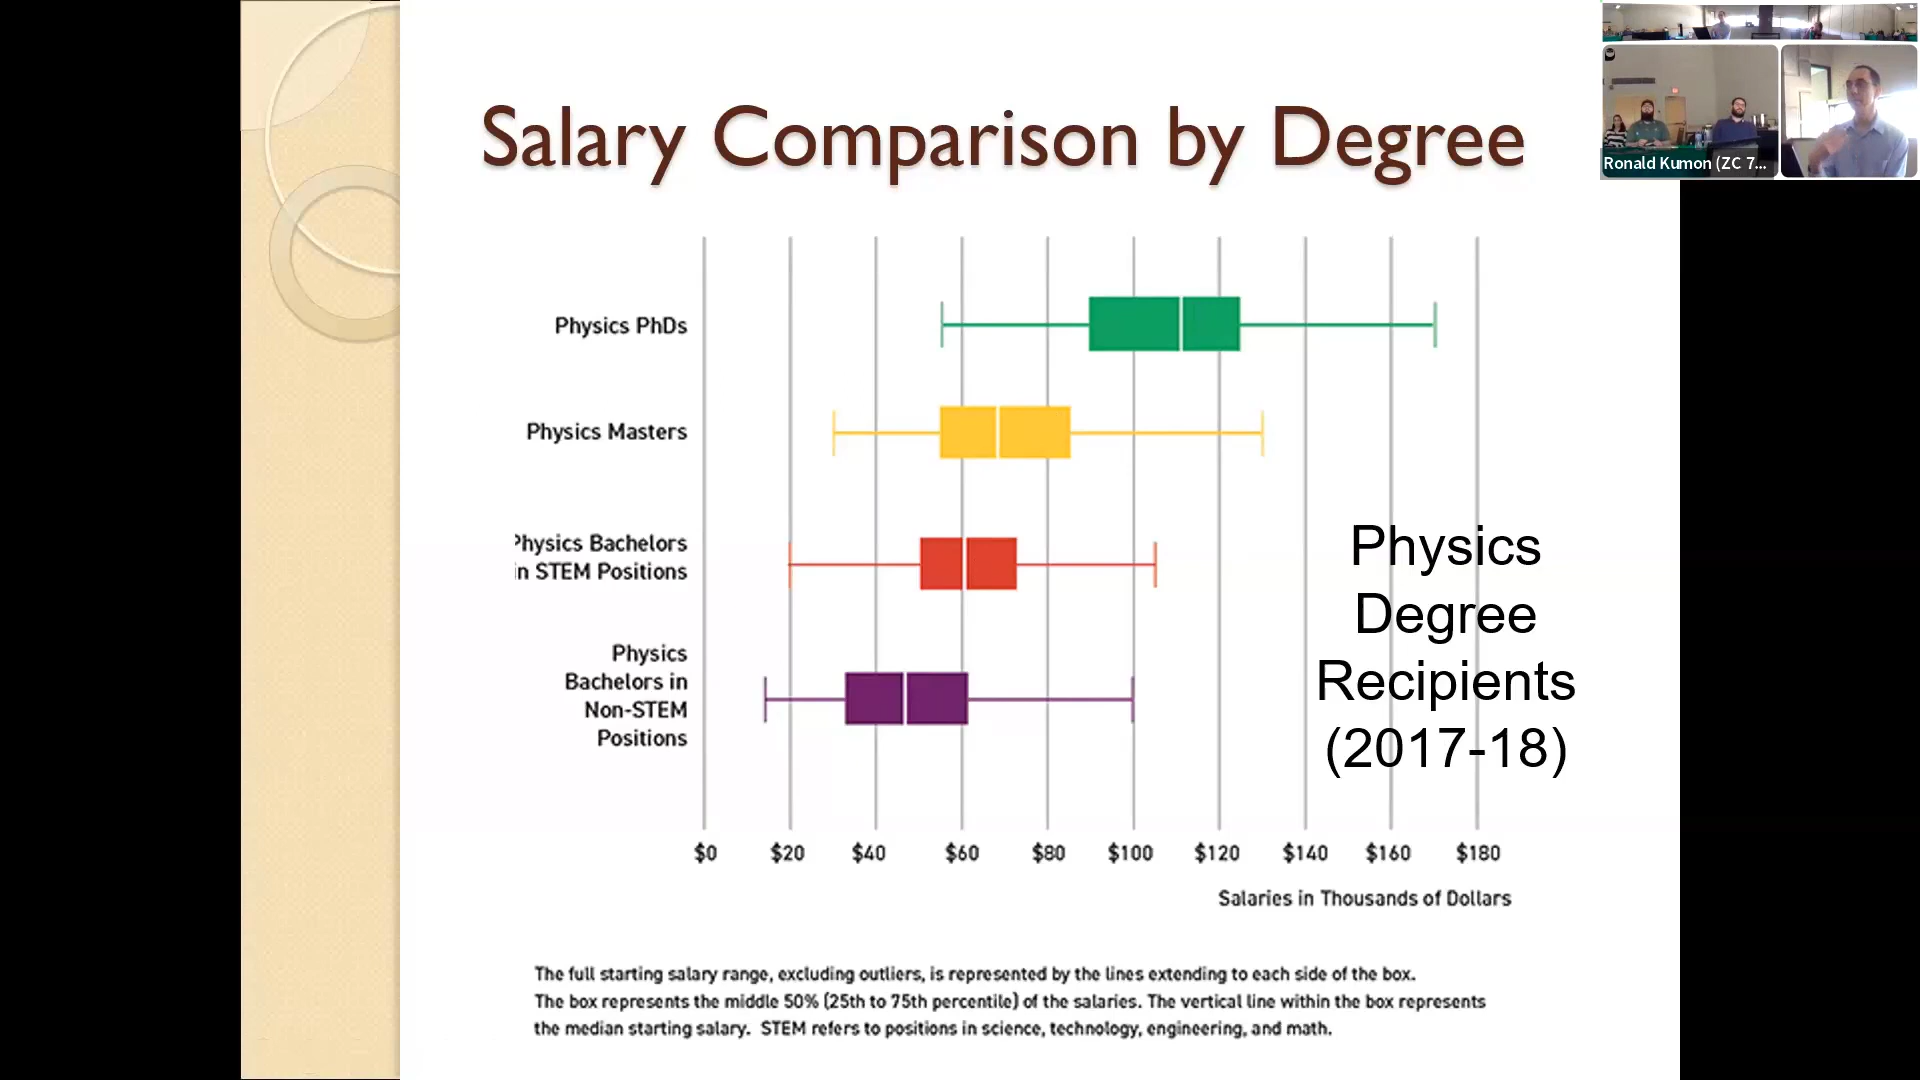 Salary Comparison by Degree
Ronald Kumon (ZC 7...
Physics PhDs
Physics Masters
Physics Bachelors
in STEM Positions
Physics
Bachelors in
Non-STEM
Positions
Physics
Degree
Recipients
(2017-18)
$0 $20 $40 $60 $80 $100 $120 $140 $160 $180
Salaries in Thousands of Dollars
The full starting salary range, excluding outliers, is represented by the lines extending to each side of the box.
The box represents the middle 50% (25th to 75th percentile) of the salaries. The vertical line within the box represents
the median starting salary. STEM refers to positions in science, technology, engineering, and math.